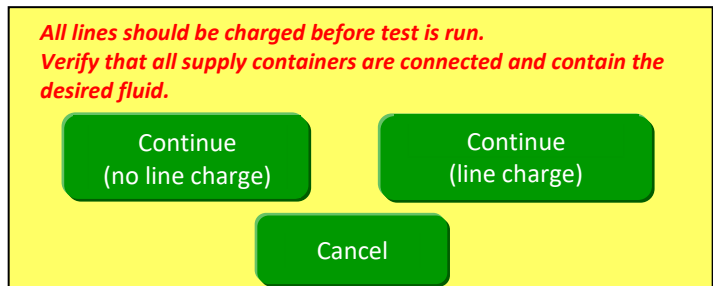 All lines should be charged before test is run.
Verify that all supply containers are connected and contain the
desired fluid.
Continue
(no line charge)
Continue
(line charge)
Cancel